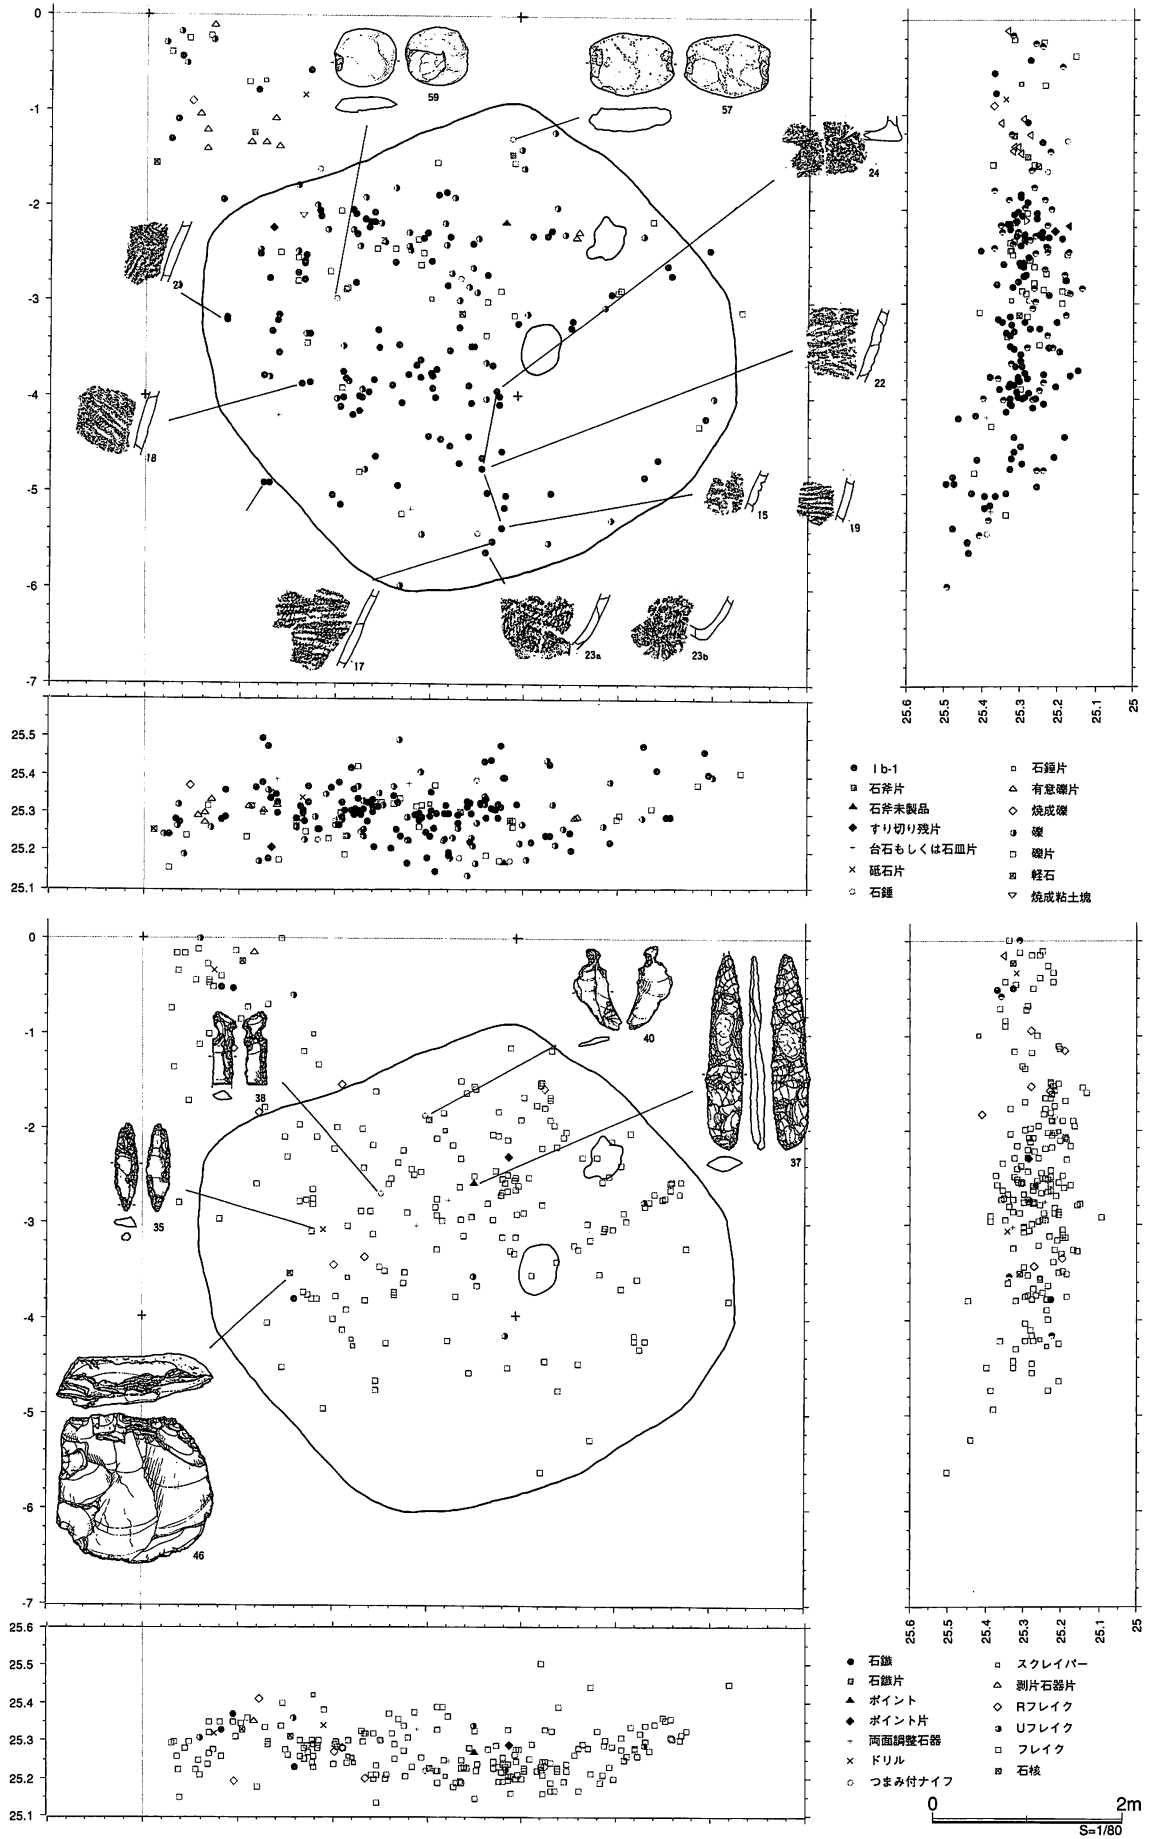 0
-1
-2
-3
-4
-5
-6
-7
59
57
24
21
22
18
15
19
17
23a
23b
25.6
25.5
25.4
25.3
25.2
25.1
25
25.5
25.4
25.3
25.2
25.1
Ⅰb-1
石斧片
石斧未製品
すり切り残片
台石もしくは石皿片
砥石片
石錘
石錘片
有意礫片
焼成礫
礫
礫片
軽石
焼成粘土塊
0
-1
-2
-3
-4
-5
-6
-7
40
37
38
35
46
25.6
25.5
25.4
25.3
25.2
25.1
25
25.6
25.5
25.4
25.3
25.2
25.1
石鏃
石鏃片
ポイント
ポイント片
両面調整石器
ドリル
つまみ付ナイフ
スクレイパー
剥片石器片
Rフレイク
Uフレイク
フレイク
石核
0 2m
S=1/80